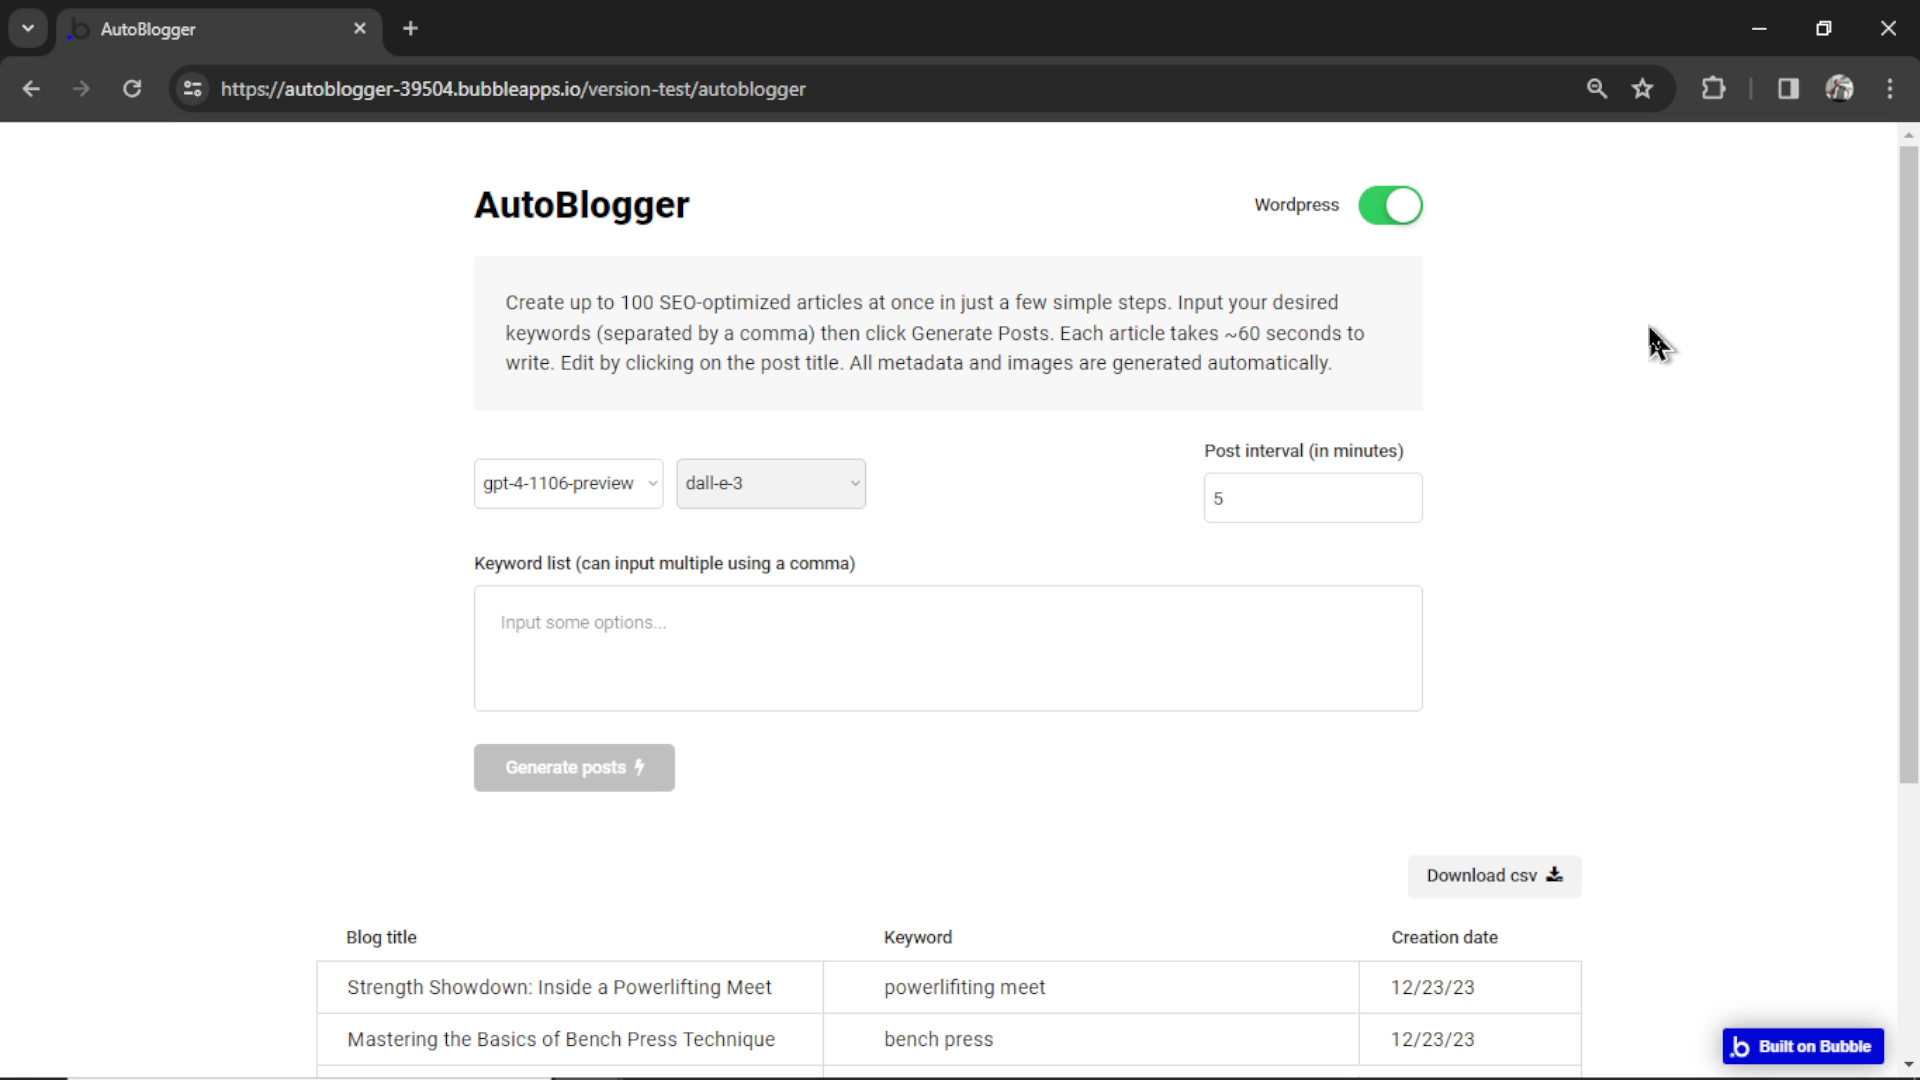 AutoBlogger
https://autoblogger-39504.bubbleapps.io/version-test/autoblogger
AutoBlogger
Wordpress
Create up to 100 SEO-optimized articles at once in just a few simple steps. Input your desired
keywords (separated by a comma) then click Generate Posts. Each article takes ~60 seconds to
write. Edit by clicking on the post title. All metadata and images are generated automatically.
Post interval (in minutes)
gpt-4-1106-preview
dall-e-3
5
Keyword list (can input multiple using a comma)
Input some options...
Generate posts
Download csv
Blog title
Keyword
Creation date
Strength Showdown: Inside a Powerlifting Meet
powerlifiting meet
12/23/23
Mastering the Basics of Bench Press Technique
bench press
12/23/23
.b Built on Bubble